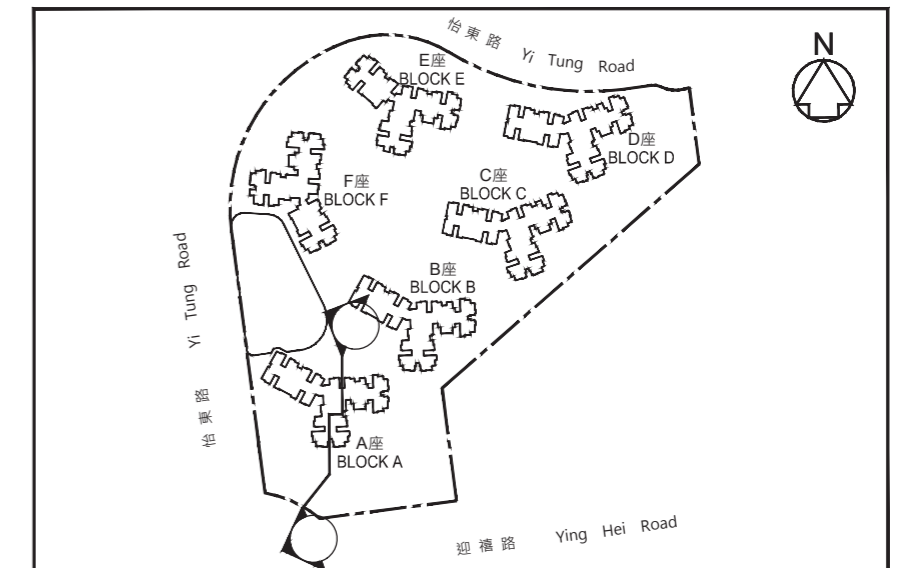 怡東路 Yi Tung Road
N
E座
BLOCK E
D座
BLOCK D
C座
BLOCK C
F座
BLOCK F
怡東路 Yi Tung Road
B座
BLOCK B
A座
BLOCK A
迎禧路 Ying Hei Road